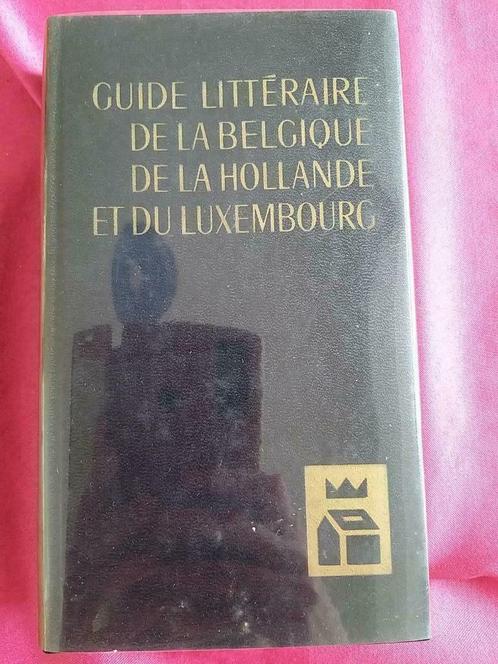 GUIDE LITTÉRAIRE
DE LA BELGIQUE
DE LA HOLLANDE
ET DU LUXEMBOURG